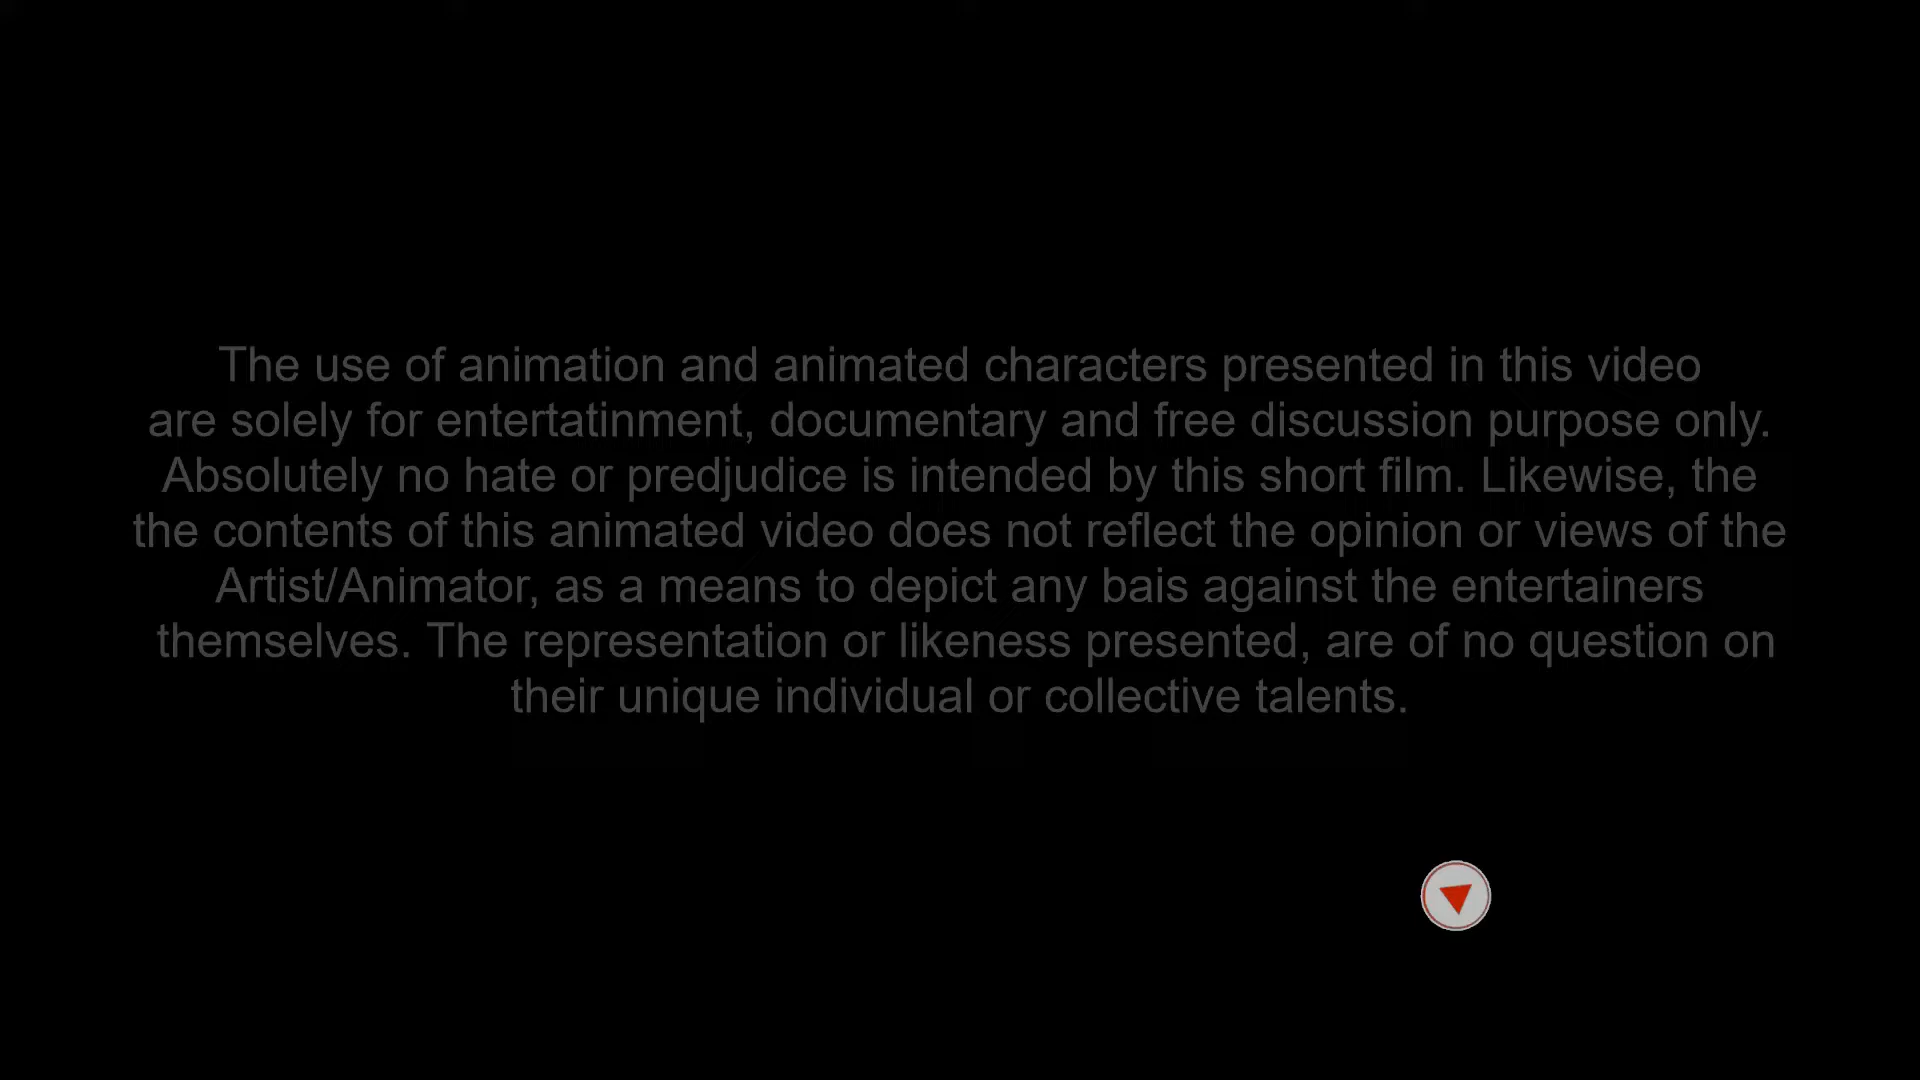 The use of animation and animated characters presented in this video
are solely for entertatinment, documentary and free discussion purpose only.
Absolutely no hate or predjudice is intended by this short film. Likewise, the
the contents of this animated video does not reflect the opinion or views of the
Artist/Animator, as a means to depict any bais against the entertainers
themselves. The representation or likeness presented, are of no question on
their unique individual or collective talents.